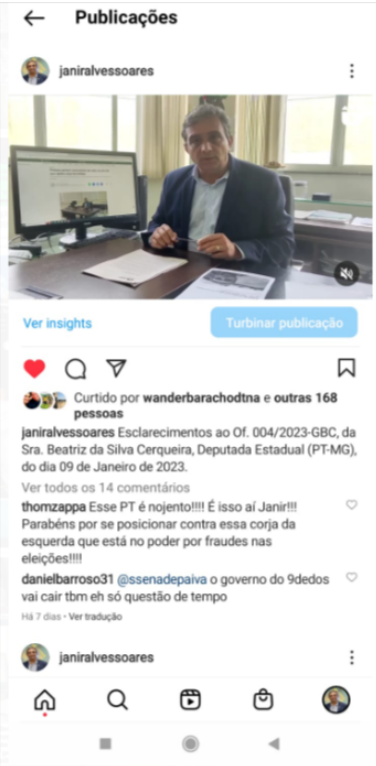 Publicações
janiralvessoares
Ver insights
Turbinar publicação
Curtido por wanderbarachodtna e outras 168
pessoas
janiralvessoares Esclarecimentos ao Of. 004/2023-GBC, da
Sra. Beatriz da Silva Cerqueira, Deputada Estadual (PT-MG),
do dia 09 de Janeiro de 2023.
Ver todos os 14 comentários
thomzappa Esse PT é nojento!!!! É isso aí Janir!!!
Parabéns por se posicionar contra essa corja da
esquerda que está no poder por fraudes nas
eleições!!!!
danielbarroso31 @ssenadepaiva o governo do 9dedos
vai cair tbm eh só questão de tempo
Há 7 dias • Ver tradução
janiralvessoares